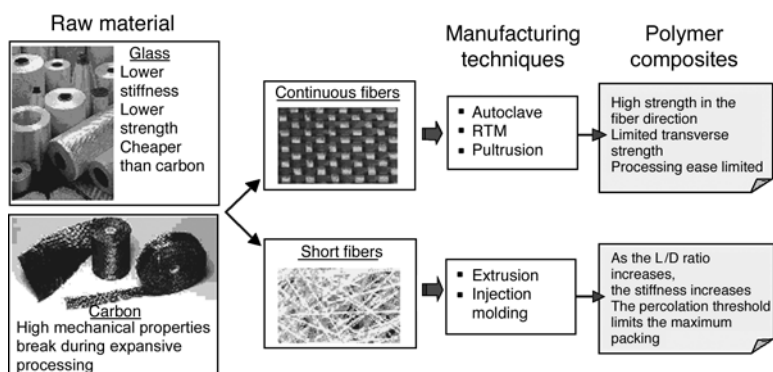 Raw material
Glass
Lower
stiffness
Lower
strength
Cheaper
than carbon
Carbon
High mechanical properties
break during expansive
processing
Continuous fibers
Short fibers
Manufacturing
techniques
▪ Autoclave
▪ RTM
▪ Pultrusion
▪ Extrusion
▪ Injection
molding
Polymer
composites
High strength in the
fiber direction
Limited transverse
strength
Processing ease limited
As the L/D ratio
increases,
the stiffness increases
The percolation threshold
limits the maximum
packing